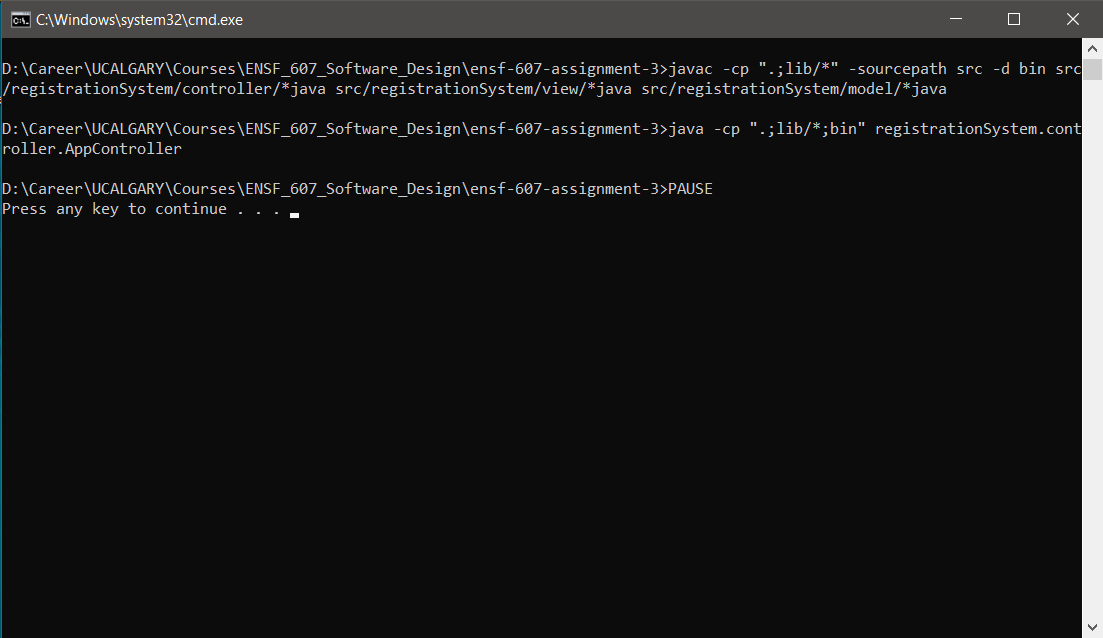 C:\Windows\system32\cmd.exe
D:\Career\UCALGARY\Courses\ENSF_607_Software_Design\ensf-607-assignment-3>javac -cp ".;lib/*" -sourcepath src -d bin src
/registrationSystem/controller/*java src/registrationSystem/view/*java src/registrationSystem/model/*java
D:\Career\UCALGARY\Courses\ENSF_607_Software_Design\ensf-607-assignment-3>java -cp ".;lib/*;bin" registrationSystem.cont
roller.AppController
D:\Career\UCALGARY\Courses\ENSF_607_Software_Design\ensf-607-assignment-3>PAUSE
Press any key to continue . . .